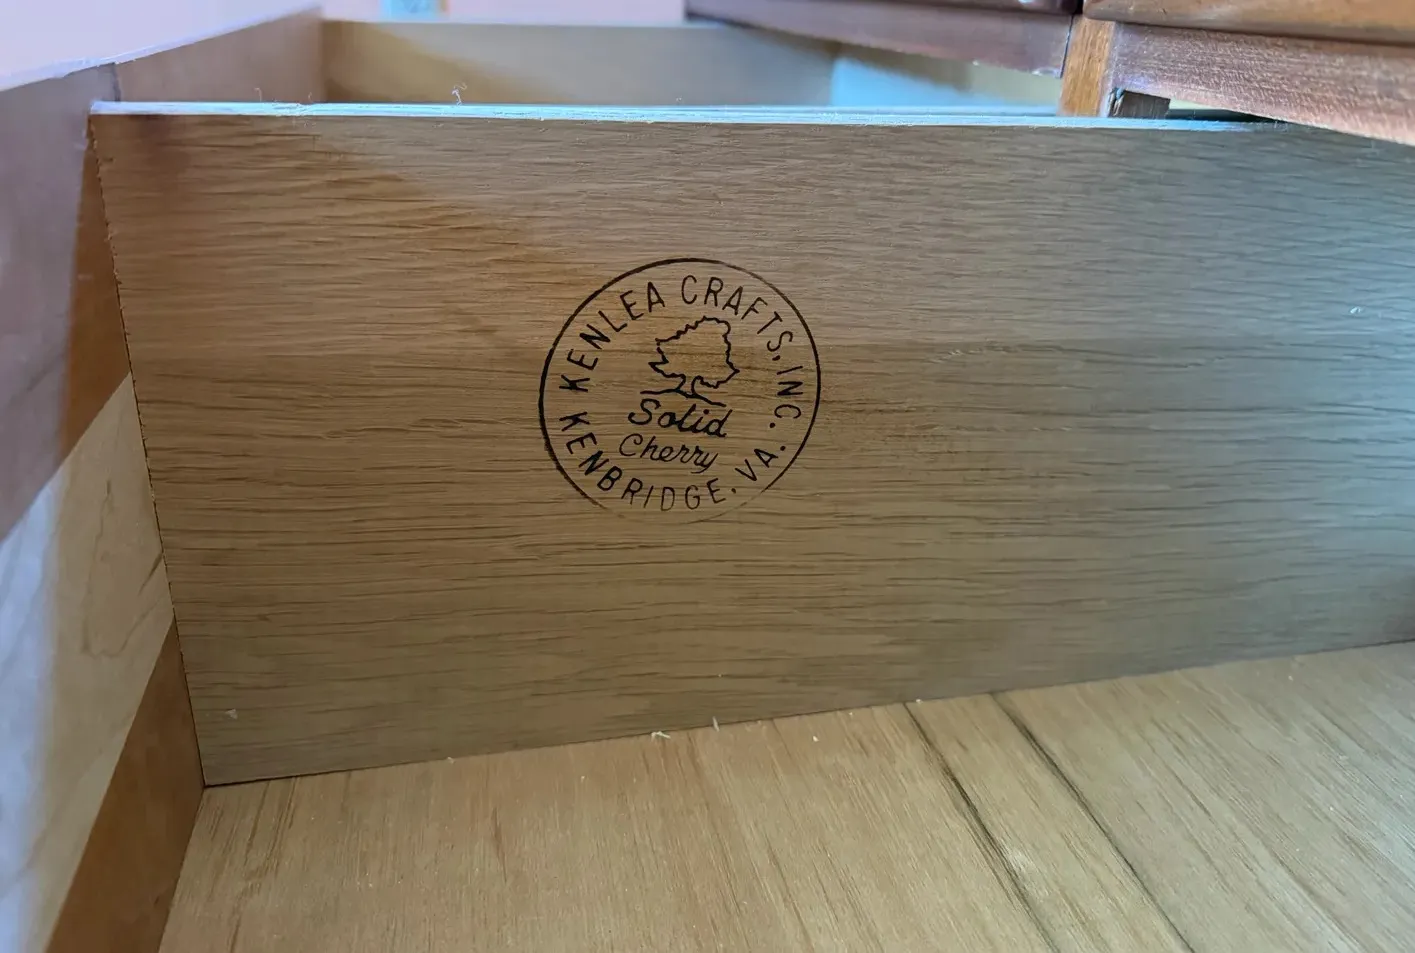 KENLEA CRAFTS, INC.
Solid
Cherry
KENBRIDGE, VA.